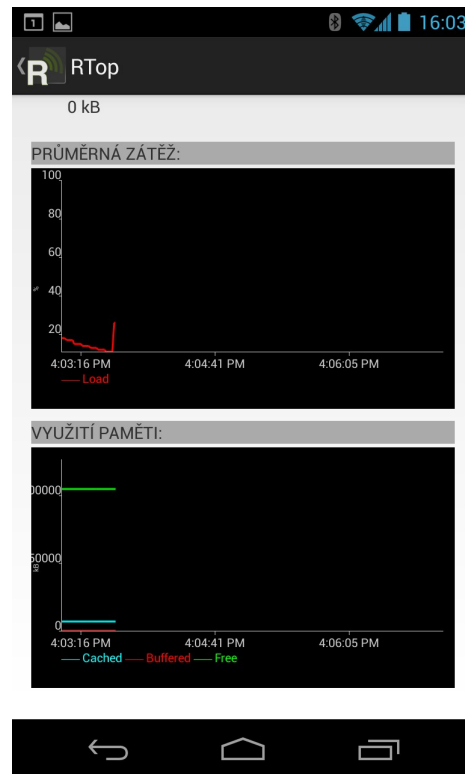 1
16:03
R
RTop
0 kB
PRŮMĚRNÁ ZÁTĚŽ:
100
80
60
%
40
20
4:03:16 PM 4:04:41 PM 4:06:05 PM
Load
VYUŽITÍ PAMĚTI:
00000
50000
kB
0
4:03:16 PM 4:04:41 PM 4:06:05 PM
Cached Buffered Free